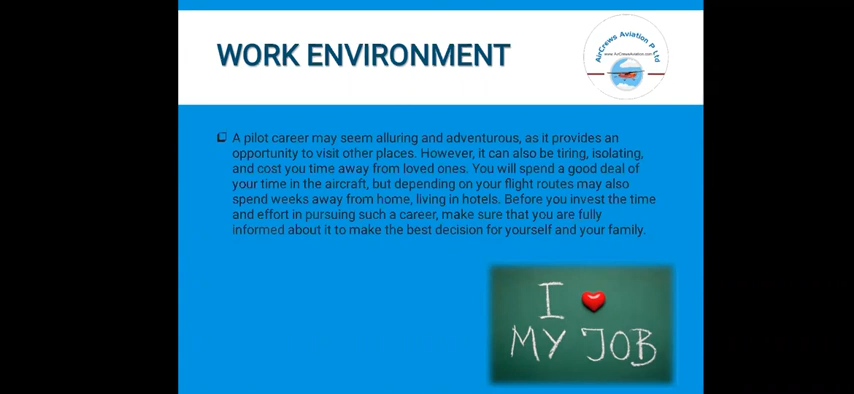 WORK ENVIRONMENT
AirCrews Aviation P Ltd
www.AirCrewsAviation.com
A pilot career may seem alluring and adventurous, as it provides an
opportunity to visit other places. However, it can also be tiring, isolating,
and cost you time away from loved ones. You will spend a good deal of
your time in the aircraft, but depending on your flight routes may also
spend weeks away from home, living in hotels. Before you invest the time
and effort in pursuing such a career, make sure that you are fully
informed about it to make the best decision for yourself and your family.
I
MY JOB